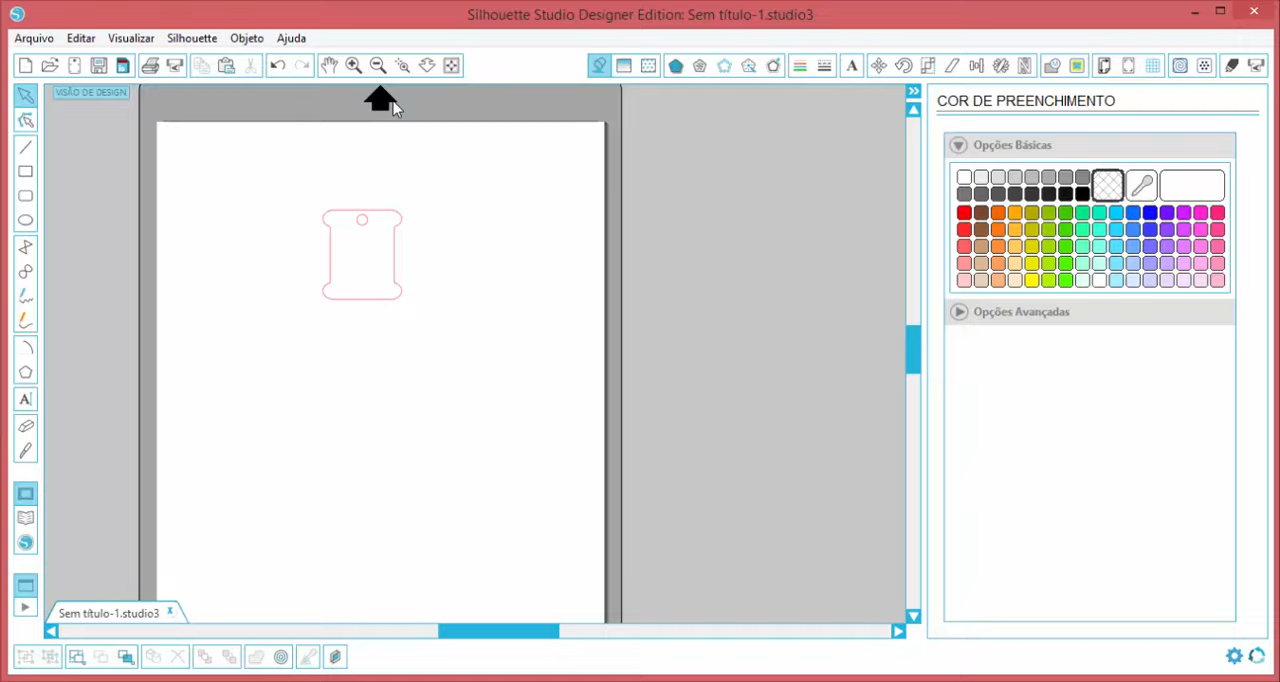 Silhouette Studio Designer Edition: Sem título-1.studio3
Arquivo Editar Visualizar Silhouette Objeto Ajuda
VISÃO DE DESIGN
COR DE PREENCHIMENTO
Opções Básicas
Opções Avançadas
Sem título-1.studio3 x